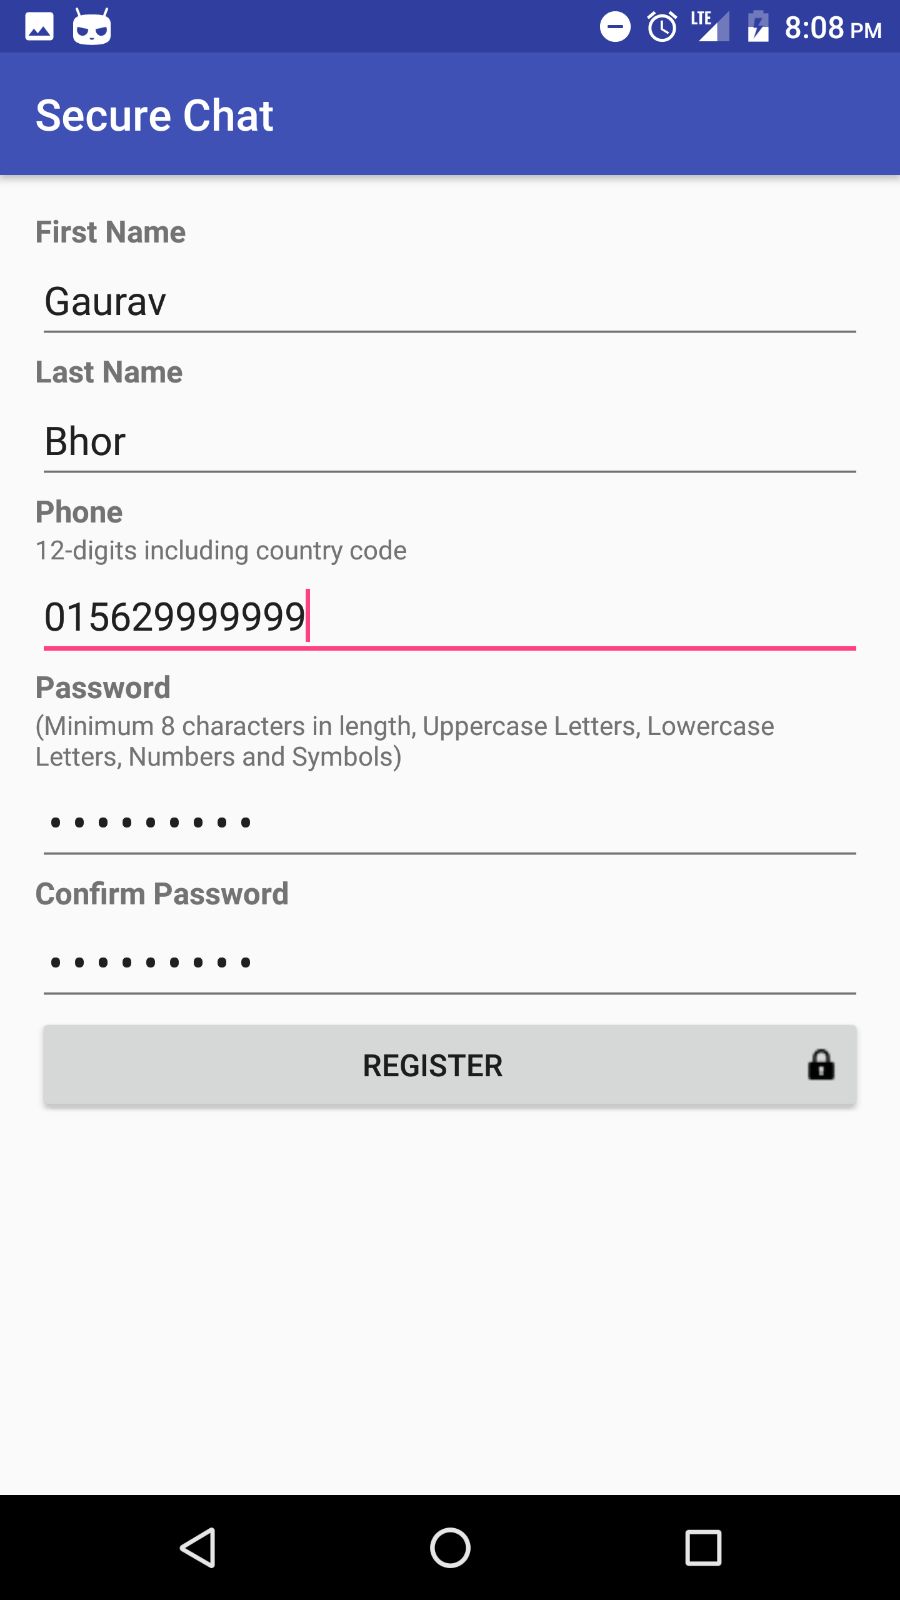 LTE 8:08 PM
Secure Chat
First Name
Gaurav
Last Name
Bhor
Phone
12-digits including country code
015629999999
Password
(Minimum 8 characters in length, Uppercase Letters, Lowercase
Letters, Numbers and Symbols)
•••••••••
Confirm Password
•••••••••
REGISTER